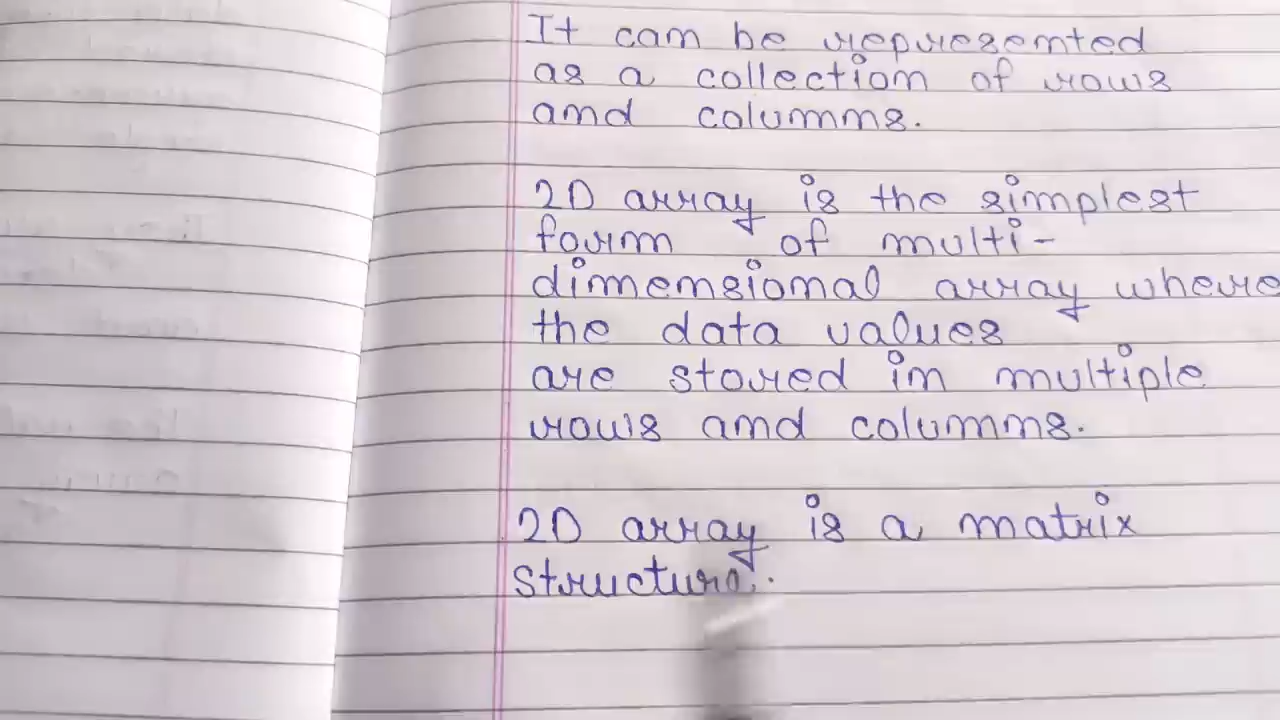 It can be represented
as a collection of rows
and columns.
2D array is the simplest
form of multi-
dimensional array where
the data values
are stored in multiple
rows and columns.
2D array is a matrix
structure.